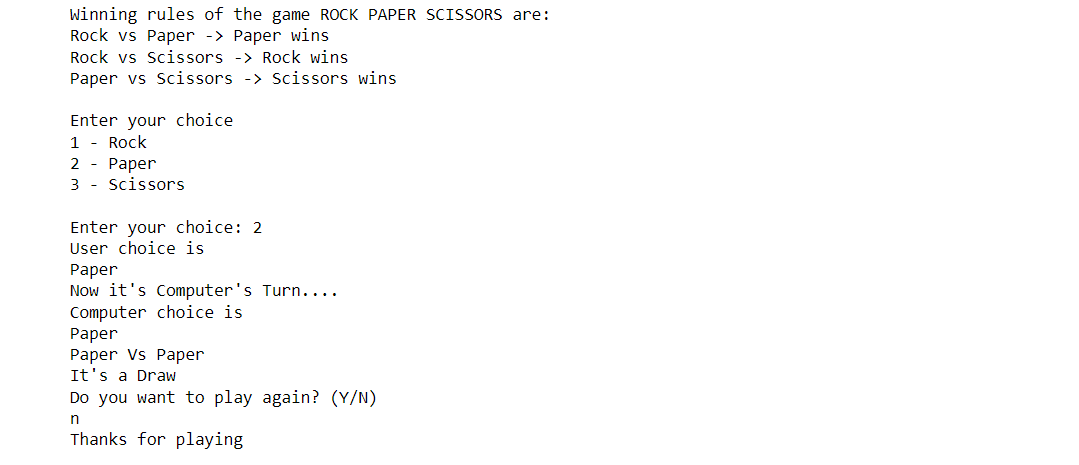 Winning rules of the game ROCK PAPER SCISSORS are:
Rock vs Paper -> Paper wins
Rock vs Scissors -> Rock wins
Paper vs Scissors -> Scissors wins
Enter your choice
1 - Rock
2 - Paper
3 - Scissors
Enter your choice: 2
User choice is
Paper
Now it's Computer's Turn....
Computer choice is
Paper
Paper Vs Paper
It's a Draw
Do you want to play again? (Y/N)
n
Thanks for playing